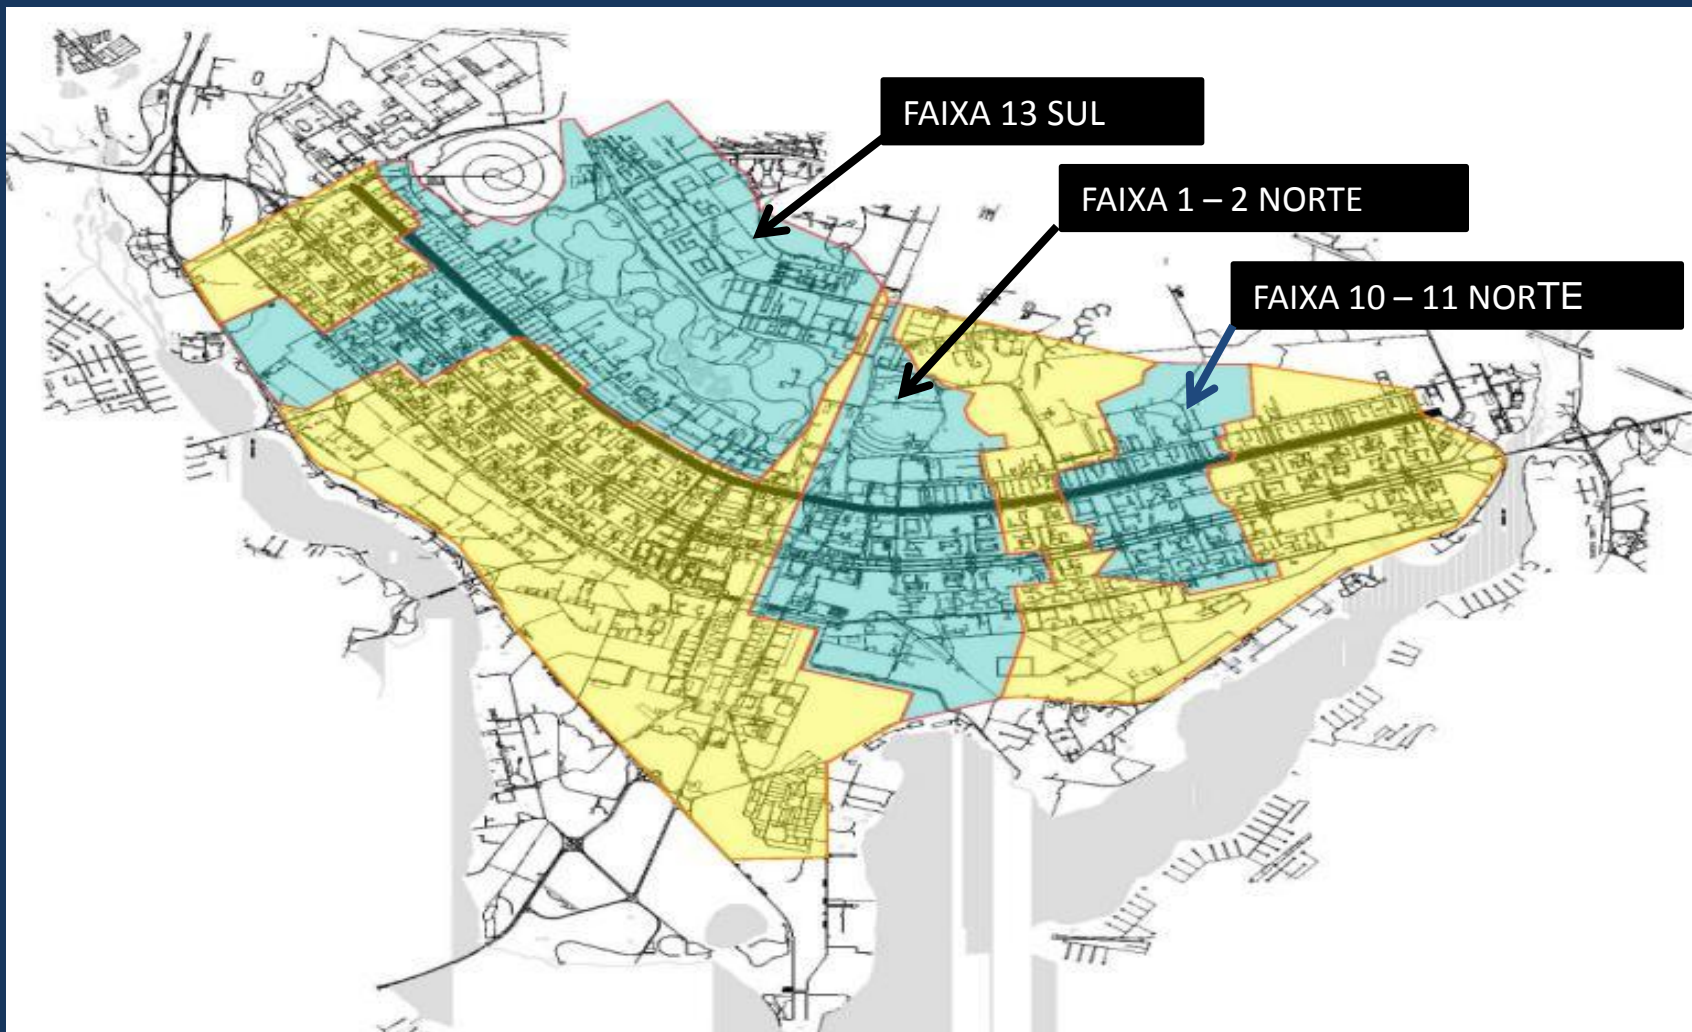 FAIXA 13 SUL
FAIXA 1 – 2 NORTE
FAIXA 10 – 11 NORTE